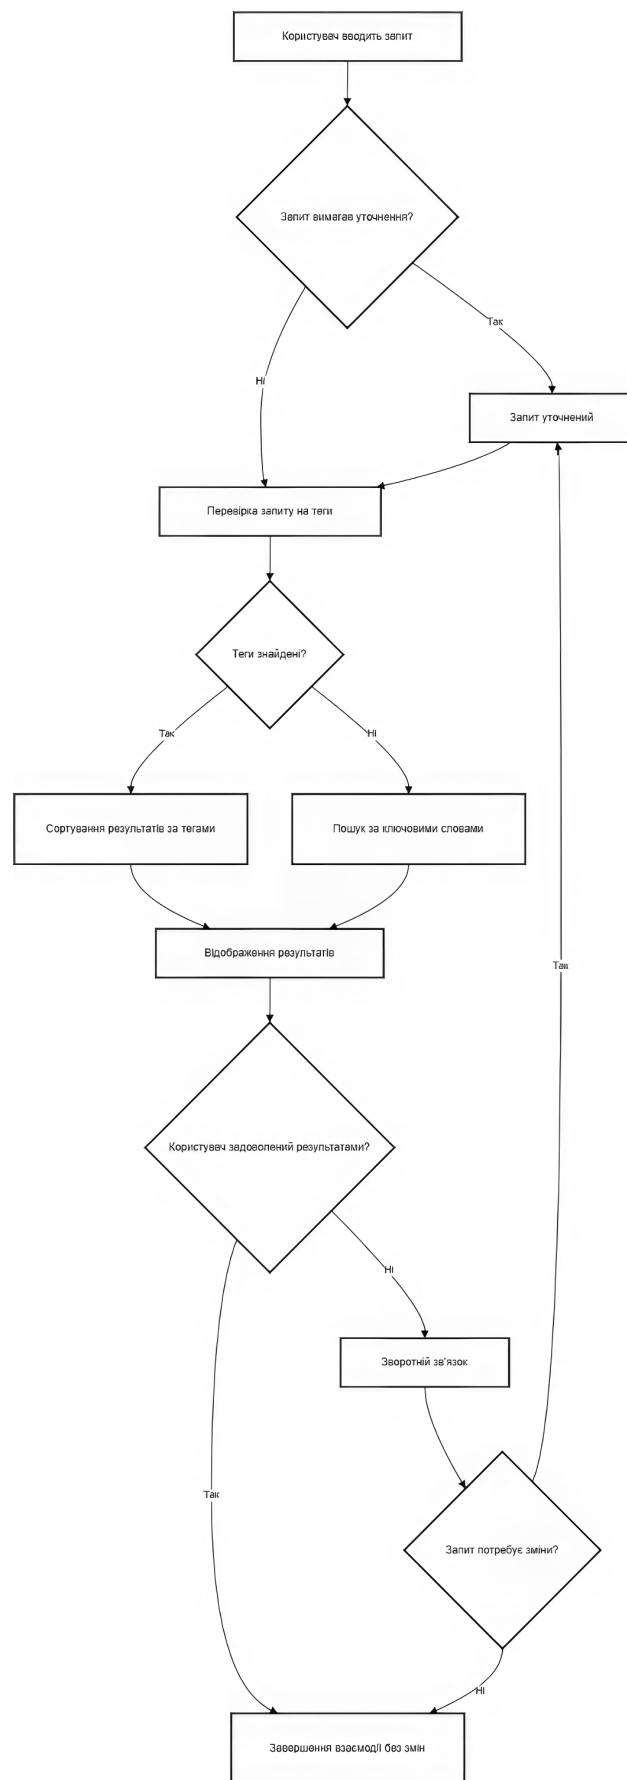 Користувач вводить запит
Запит вимагав уточнення?
Так
Ні
Запит уточнений
Перевірка запиту на теги
Теги знайдені?
Так
Ні
Сортування результатів за тегами
Пошук за ключовими словами
Відображення результатів
Так
Користувач задоволений результатами?
Ні
Зворотній зв'язок
Так
Запит потребує зміни?
Ні
Завершення взаємодії без змін